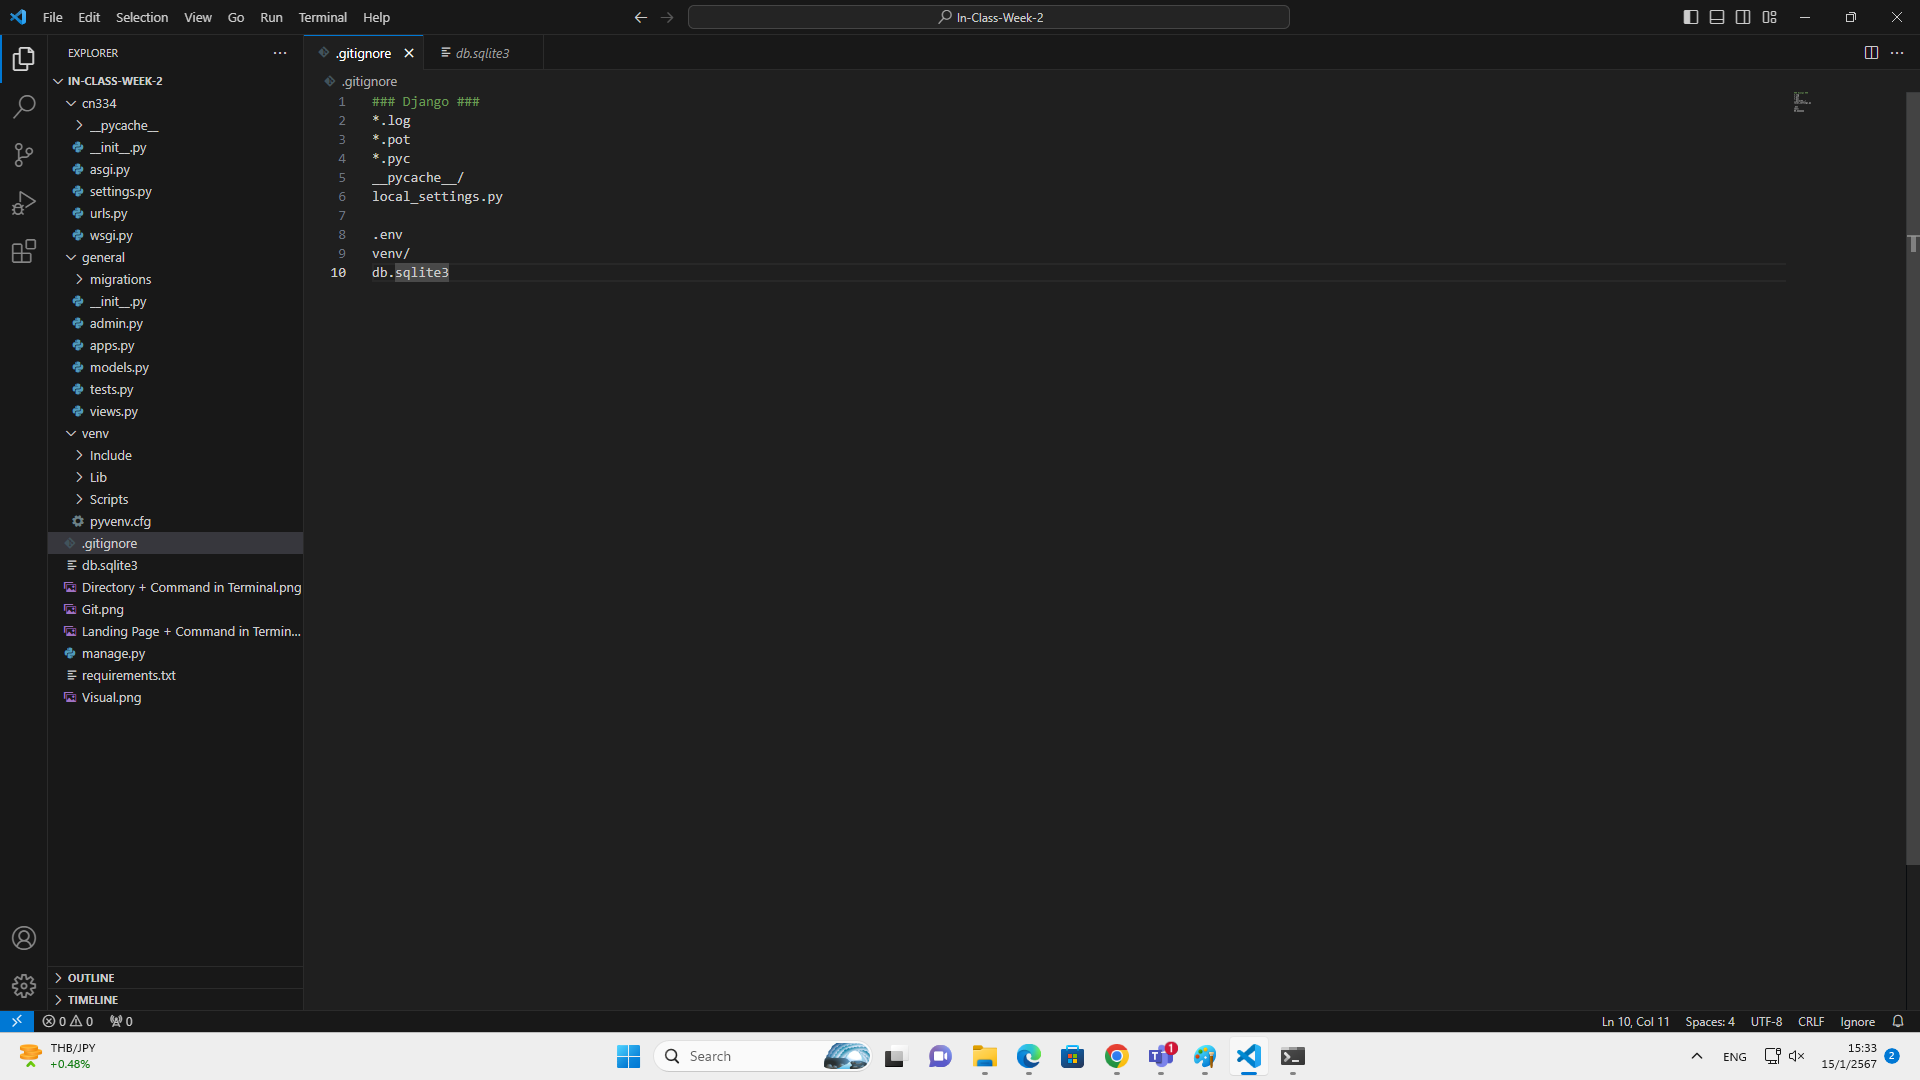 File Edit Selection View Go Run Terminal Help
In-Class-Week-2
EXPLORER
IN-CLASS-WEEK-2
cn334
__pycache__
__init__.py
asgi.py
settings.py
urls.py
wsgi.py
general
migrations
__init__.py
admin.py
apps.py
models.py
tests.py
views.py
venv
Include
Lib
Scripts
pyvenv.cfg
.gitignore
db.sqlite3
Directory + Command in Terminal.png
Git.png
Landing Page + Command in Termin...
manage.py
requirements.txt
Visual.png
OUTLINE
TIMELINE
.gitignore db.sqlite3
.gitignore
1 ### Django ###
2 *.log
3 *.pot
4 *.pyc
5 __pycache__/
6 local_settings.py
7
8 .env
9 venv/
10 db.sqlite3
0 0 0
Ln 10, Col 11 Spaces: 4 UTF-8 CRLF Ignore
THB/JPY
+0.48%
Search
1
ENG
15:33
15/1/2567
2